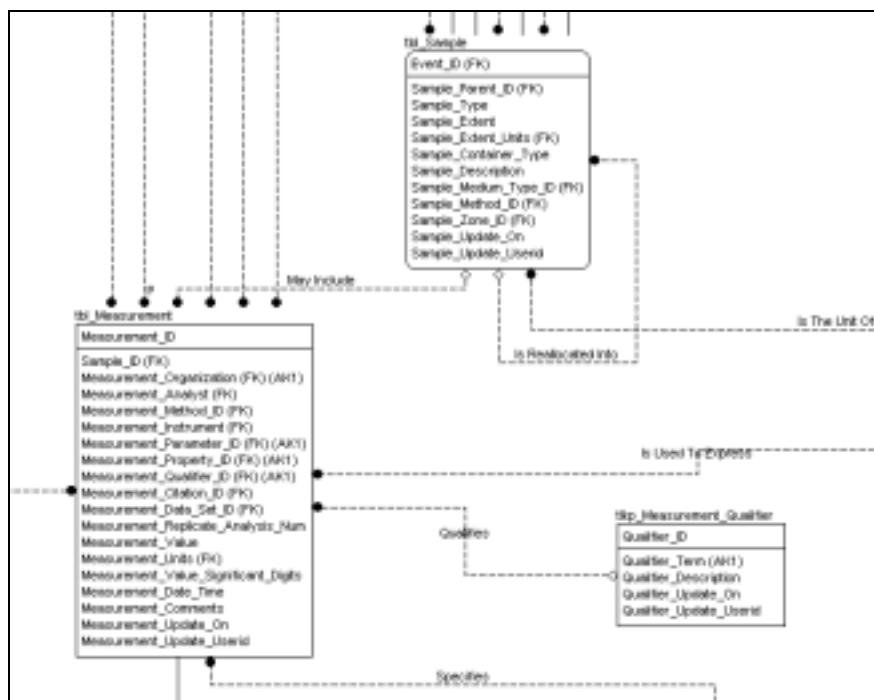 tbl_Sample
Event_ID (FK)
Sample_Parent_ID (FK)
Sample_Type
Sample_Extent
Sample_Extent_Units (FK)
Sample_Container_Type
Sample_Description
Sample_Medium_Type_ID (FK)
Sample_Method_ID (FK)
Sample_Zone_ID (FK)
Sample_Update_On
Sample_Update_Userid
May Include
tbl_Measurement
Is The Unit Of
Measurement_ID
Is Reallocated Into
Sample_ID (FK)
Measurement_Organization (FK) (AK1)
Measurement_Analyst (FK)
Measurement_Method_ID (FK)
Measurement_Instrument (FK)
Measurement_Parameter_ID (FK) (AK1)
Measurement_Property_ID (FK) (AK1)
Measurement_Qualifier_ID (FK) (AK1)
Measurement_Citation_ID (FK)
Measurement_Data_Set_ID (FK)
Measurement_Replicate_Analysis_Num
Measurement_Value
Measurement_Units (FK)
Measurement_Value_Significant_Digits
Measurement_Date_Time
Measurement_Comments
Measurement_Update_On
Measurement_Update_Userid
Is Used To Express
Qualifies
tlkp_Measurement_Qualifier
Qualifier_ID
Qualifier_Term (AK1)
Qualifier_Description
Qualifier_Update_On
Qualifier_Update_Userid
Specifies